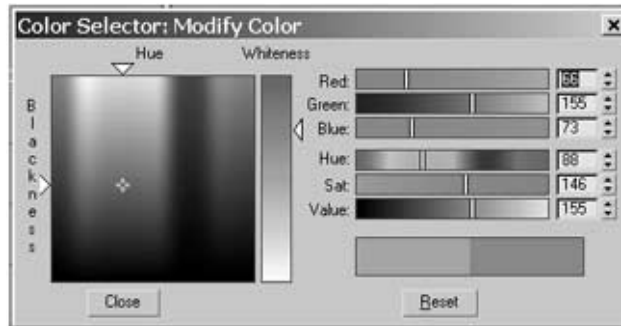 Color Selector: Modify Color
Hue
Whiteness
Blackness
Red: 66
Green: 155
Blue: 73
Hue: 88
Sat: 146
Value: 155
Close
Reset